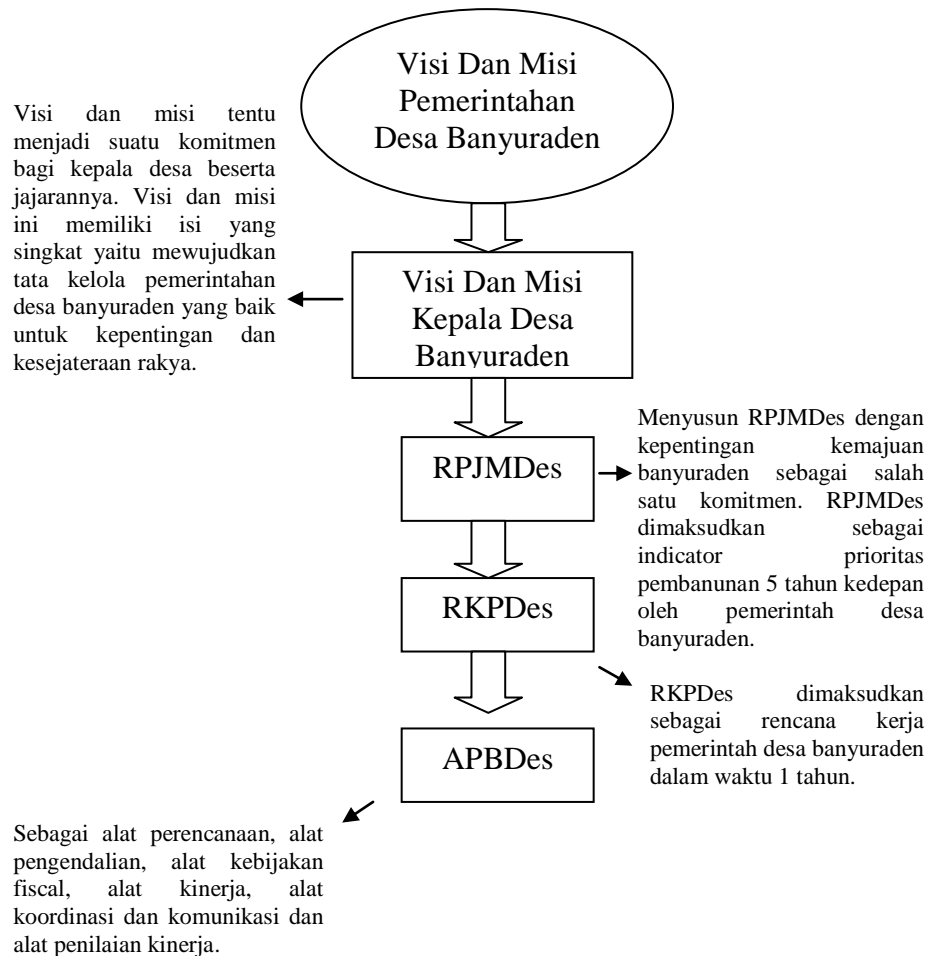 Visi Dan Misi
Pemerintahan
Desa Banyuraden
Visi dan misi tentu
menjadi suatu komitmen
bagi kepala desa beserta
jajarannya. Visi dan misi
ini memiliki isi yang
singkat yaitu mewujudkan
tata kelola pemerintahan
desa banyuraden yang baik
untuk kepentingan dan
kesejateraan rakya.
Visi Dan Misi
Kepala Desa
Banyuraden
RPJMDes
Menyusun RPJMDes dengan
kepentingan kemajuan
banyuraden sebagai salah
satu komitmen. RPJMDes
dimaksudkan sebagai
indicator prioritas
pembanunan 5 tahun kedepan
oleh pemerintah desa
banyuraden.
RKPDes
RKPDes dimaksudkan
sebagai rencana kerja
pemerintah desa banyuraden
dalam waktu 1 tahun.
APBDes
Sebagai alat perencanaan, alat
pengendalian, alat kebijakan
fiscal, alat kinerja, alat
koordinasi dan komunikasi dan
alat penilaian kinerja.